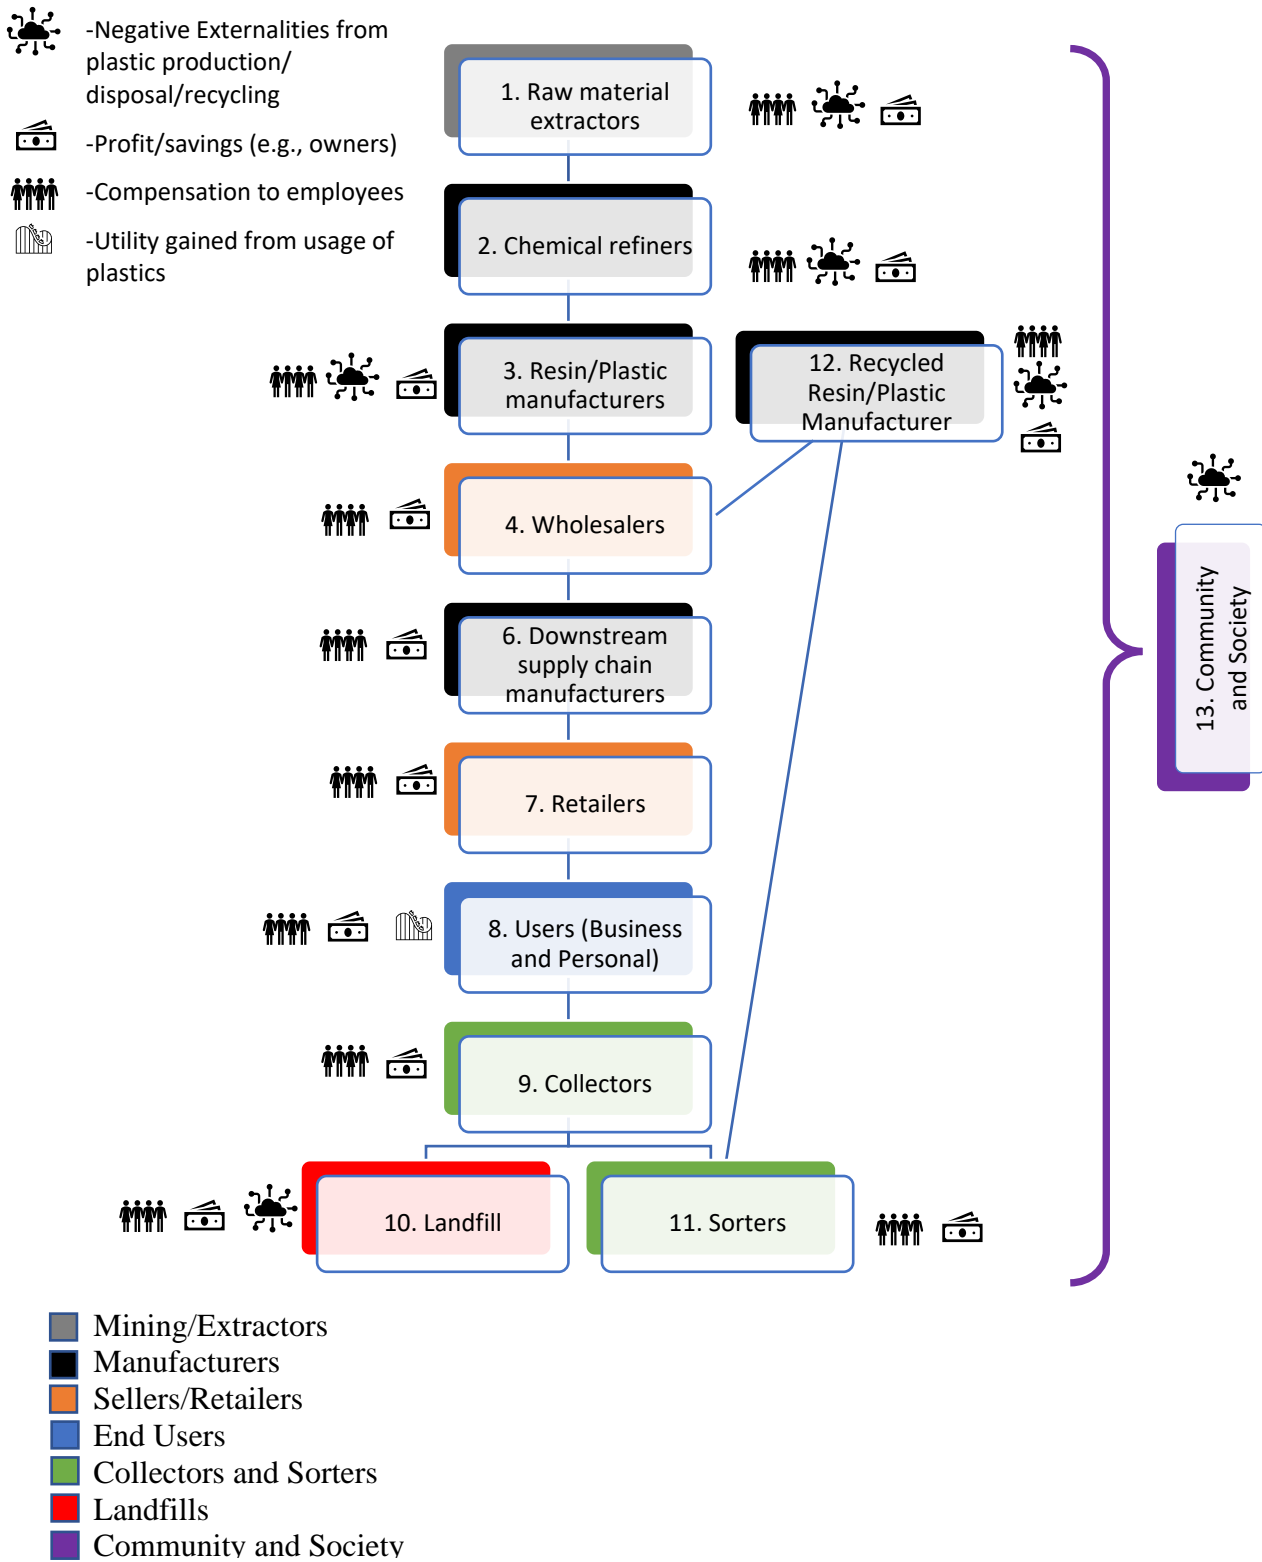 -Negative Externalities from
plastic production/
disposal/recycling
-Profit/savings (e.g., owners)
-Compensation to employees
-Utility gained from usage of
plastics
1. Raw material
extractors
2. Chemical refiners
3. Resin/Plastic
manufacturers
12. Recycled
Resin/Plastic
Manufacturer
4. Wholesalers
6. Downstream
supply chain
manufacturers
7. Retailers
8. Users (Business
and Personal)
9. Collectors
10. Landfill
11. Sorters
13. Community
and Society
Mining/Extractors
Manufacturers
Sellers/Retailers
End Users
Collectors and Sorters
Landfills
Community and Society